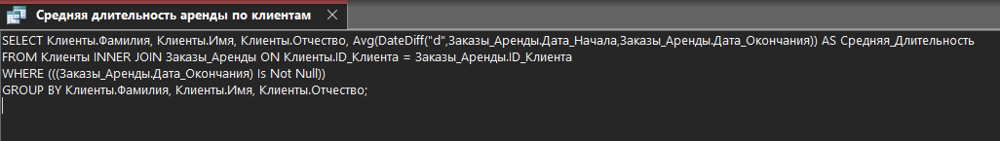 Средняя длительность аренды по клиентам
SELECT Клиенты.Фамилия, Клиенты.Имя, Клиенты.Отчество, Avg(DateDiff("d",Заказы_Аренды.Дата_Начала,Заказы_Аренды.Дата_Окончания)) AS Средняя_Длительность
FROM Клиенты INNER JOIN Заказы_Аренды ON Клиенты.ID_Клиента = Заказы_Аренды.ID_Клиента
WHERE (((Заказы_Аренды.Дата_Окончания) Is Not Null))
GROUP BY Клиенты.Фамилия, Клиенты.Имя, Клиенты.Отчество;